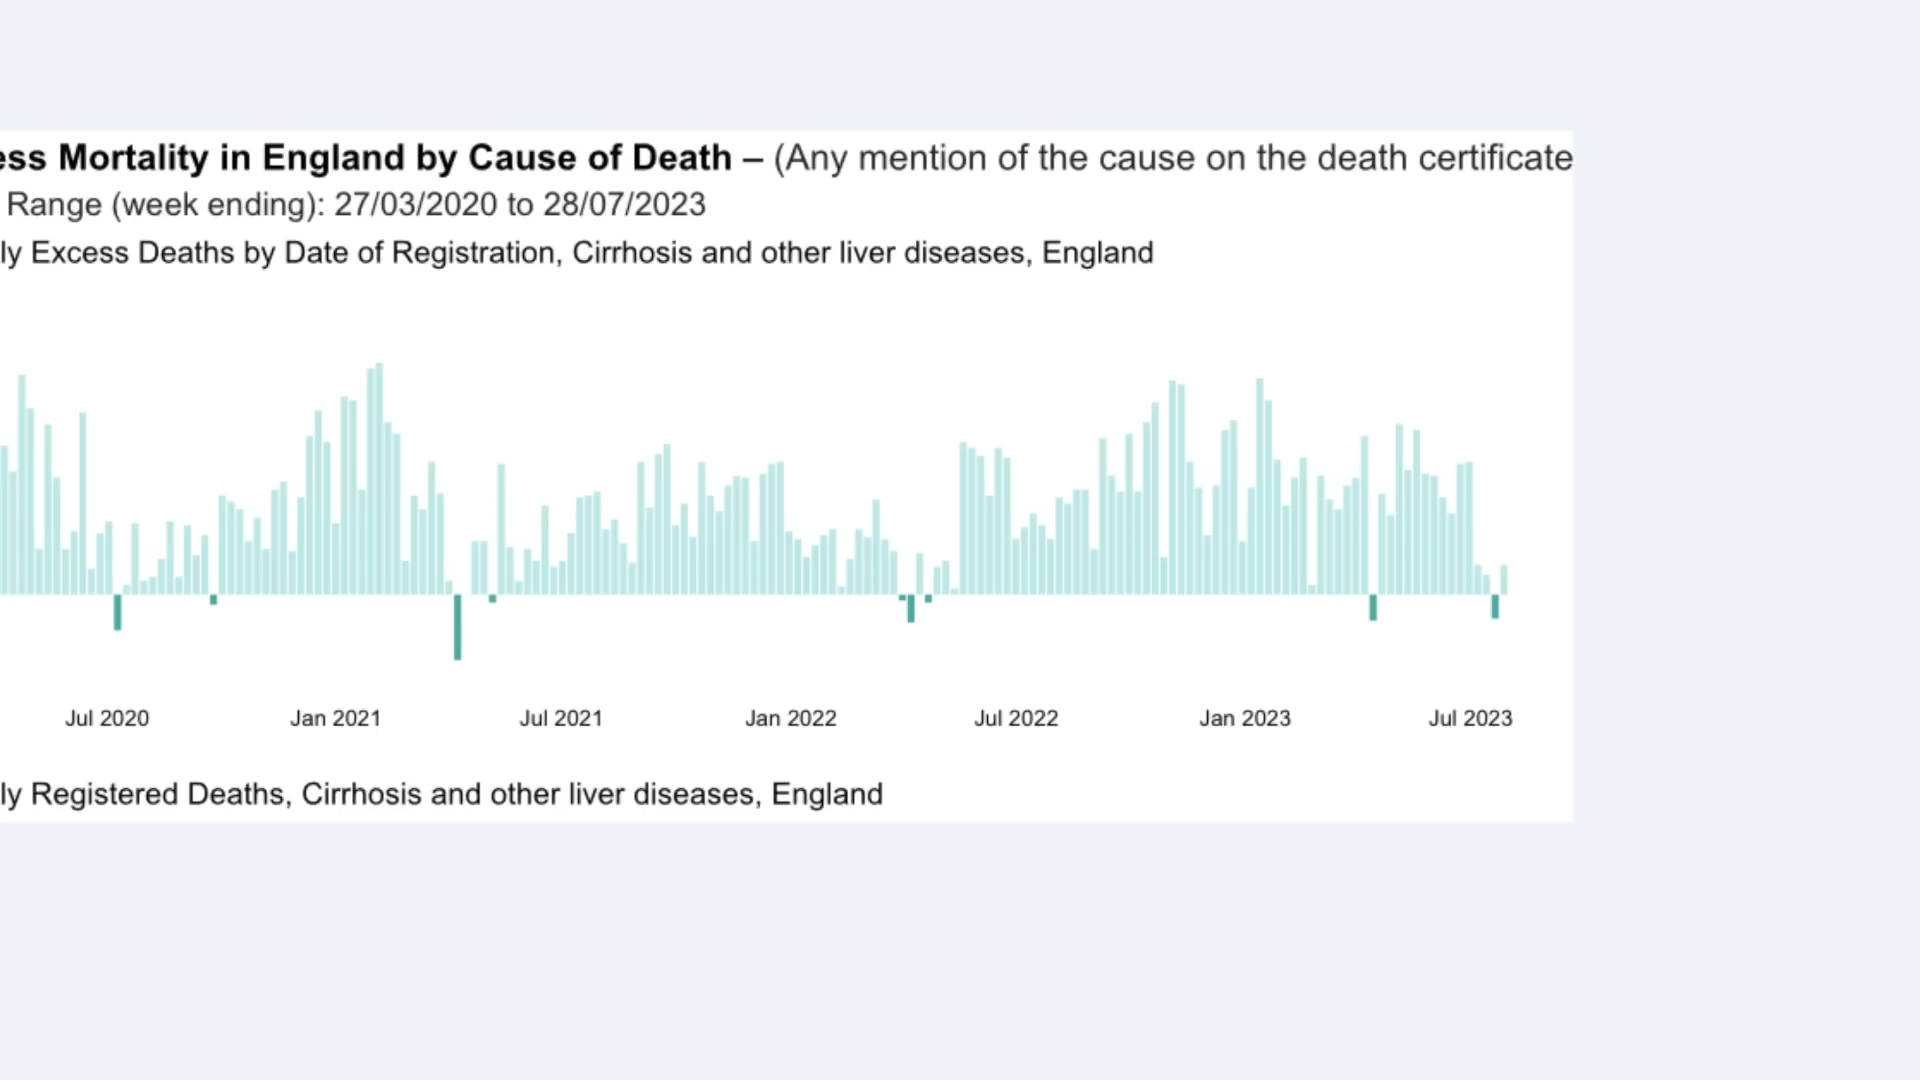 ess Mortality in England by Cause of Death – (Any mention of the cause on the death certificate
Range (week ending): 27/03/2020 to 28/07/2023
ly Excess Deaths by Date of Registration, Cirrhosis and other liver diseases, England
Jul 2020 Jan 2021 Jul 2021 Jan 2022 Jul 2022 Jan 2023 Jul 2023
ly Registered Deaths, Cirrhosis and other liver diseases, England